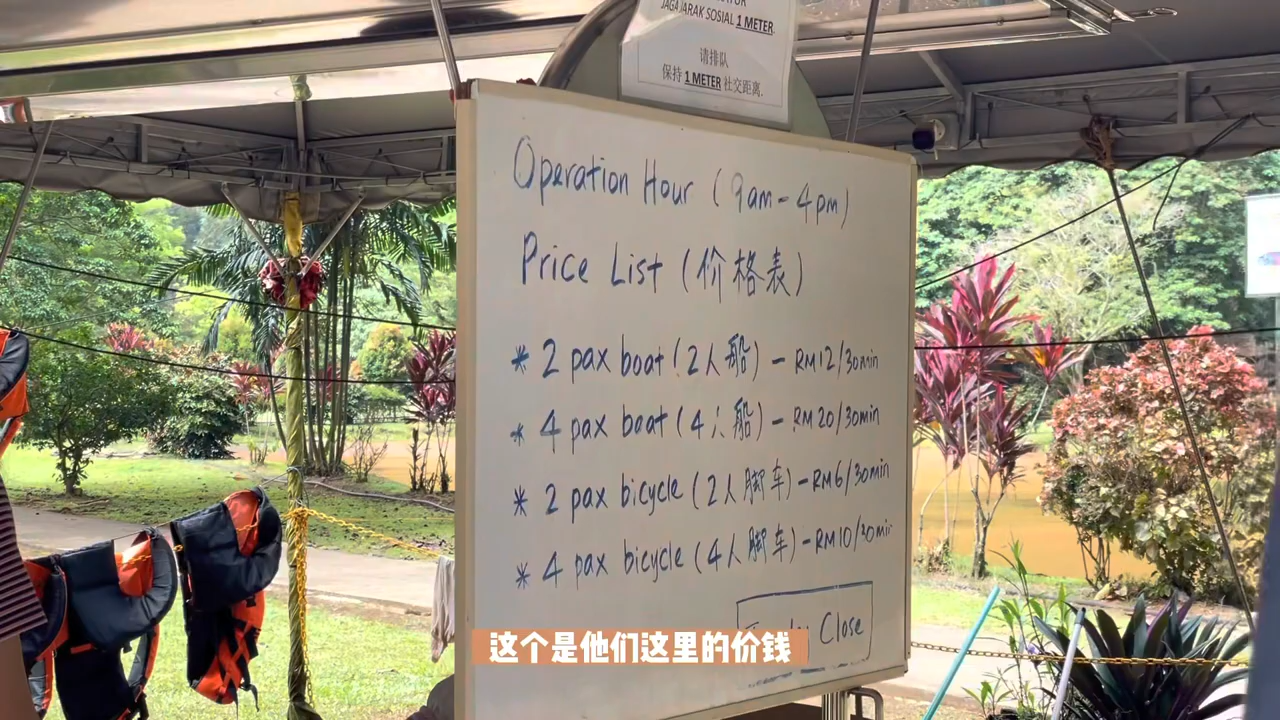 JAGA JARAK SOSIAL 1 METER.
请排队
保持 1 METER 社交距离.
Operation Hour (9am - 4pm)
Price List (价格表)
* 2 pax boat (2人船) - RM12/30min
* 4 pax boat (4人船) - RM20/30min
* 2 pax bicycle (2人脚车) - RM6/30min
* 4 pax bicycle (4人脚车) - RM10/30min
Close
这个是他们这里的价钱